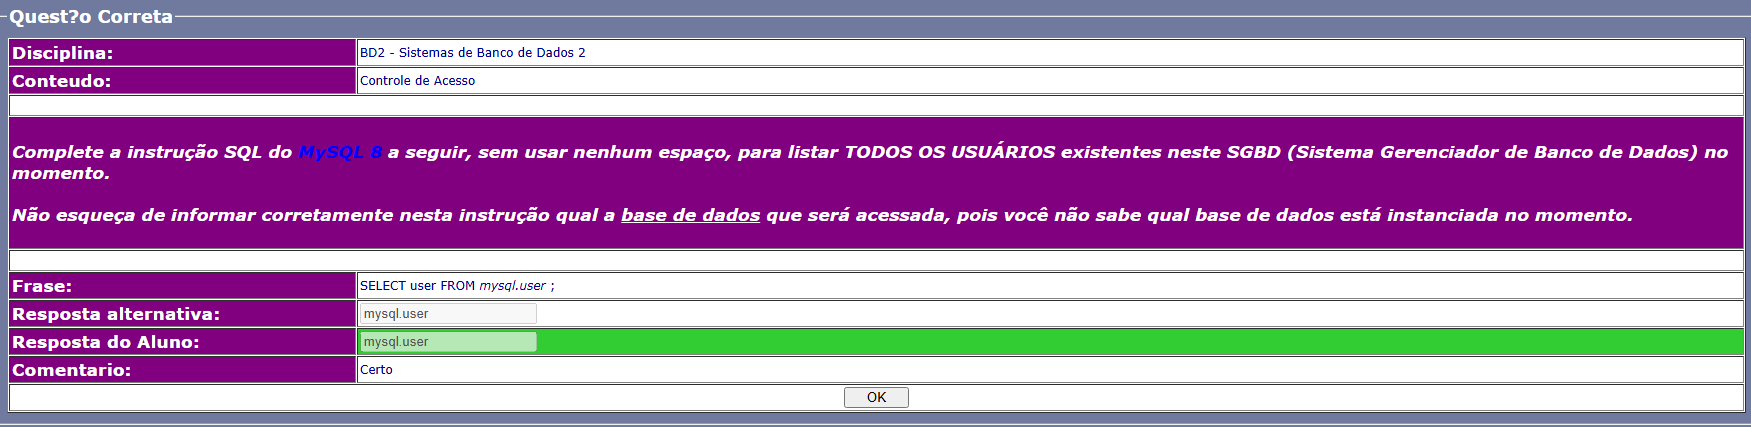 Quest?o Correta
Disciplina: BD2 - Sistemas de Banco de Dados 2
Conteudo: Controle de Acesso
Complete a instrução SQL do MySQL 8 a seguir, sem usar nenhum espaço, para listar TODOS OS USUÁRIOS existentes neste SGBD (Sistema Gerenciador de Banco de Dados) no
momento.
Não esqueça de informar corretamente nesta instrução qual a base de dados que será acessada, pois você não sabe qual base de dados está instanciada no momento.
Frase: SELECT user FROM mysql.user ;
Resposta alternativa: mysql.user
Resposta do Aluno: mysql.user
Comentario: Certo
OK